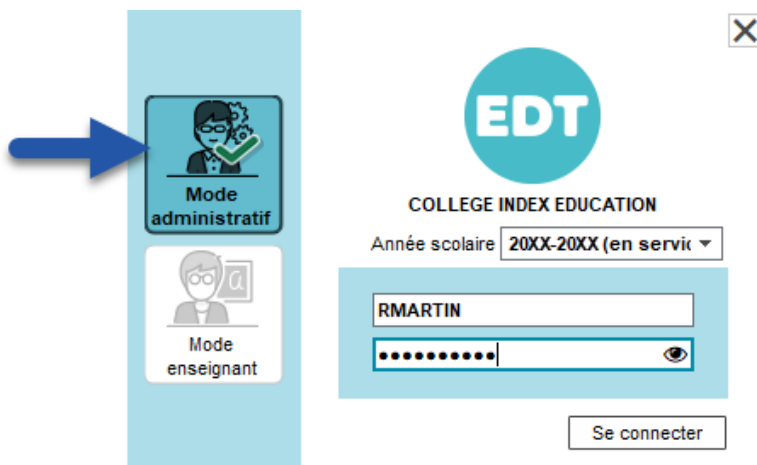 Mode
administratif
Mode
enseignant
EDT
COLLEGE INDEX EDUCATION
Année scolaire 20XX-20XX (en servic
RMARTIN
••••••••••
Se connecter